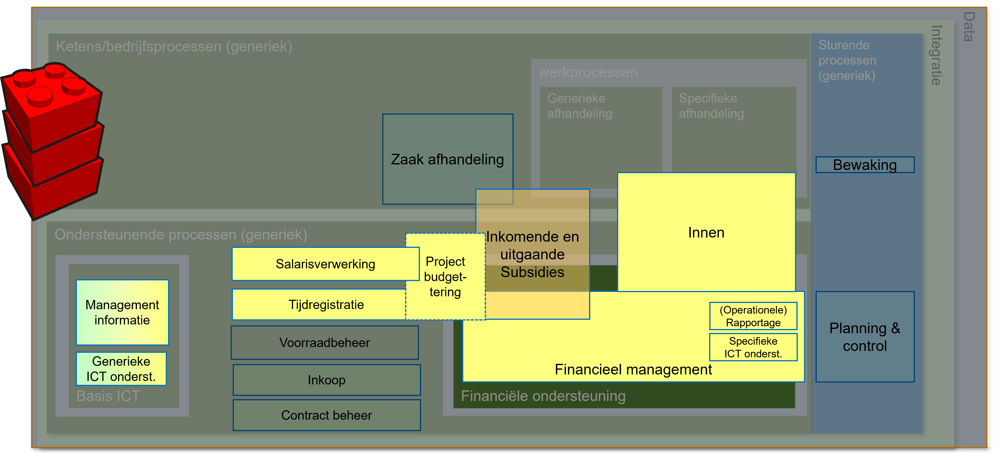 Data
Integratie
Ketens/bedrijfsprocessen (generiek)
Sturende
processen
(generiek)
werkprocessen
Generieke
afhandeling
Specifieke
afhandeling
Zaak afhandeling
Bewaking
Innen
Ondersteunende processen (generiek)
Inkomende en
uitgaande
Subsidies
Salarisverwerking
Project
budget-
tering
Tijdregistratie
Management
informatie
(Operationele)
Rapportage
Planning &
control
Voorraadbeheer
Specifieke
ICT onderst.
Generieke
ICT onderst.
Financieel management
Inkoop
Basis ICT
Financiële ondersteuning
Contract beheer